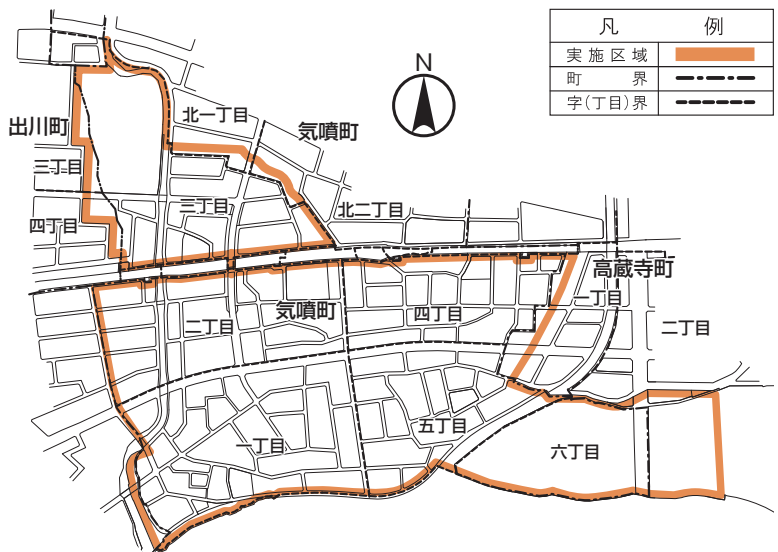 凡 例
実施区域
町 界
字(丁目)界
N
北一丁目
気噴町
出川町
三丁目
三丁目
北二丁目
四丁目
高蔵寺町
一丁目
気噴町
四丁目
二丁目
二丁目
五丁目
一丁目
六丁目